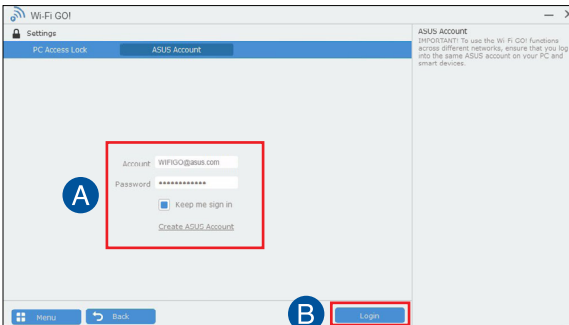 Wi-Fi GO!
Settings
PC Access Lock
ASUS Account
Account WIFIGO@asus.com
Password ************
Keep me sign in
Create ASUS Account
A
Menu
Back
B
Login
ASUS Account
IMPORTANT! To use the Wi Fi GO! functions
across different networks, ensure that you log
into the same ASUS account on your PC and
smart devices.